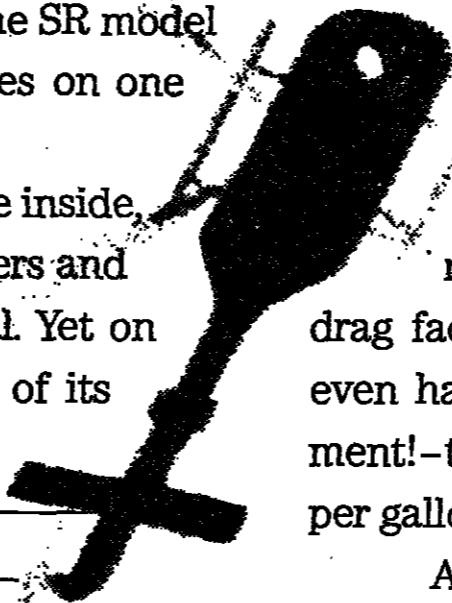 ne SR model
es on one
e inside,
ers and
l. Yet on
of its
drag fac
even ha
ment!–t
per gallo
A